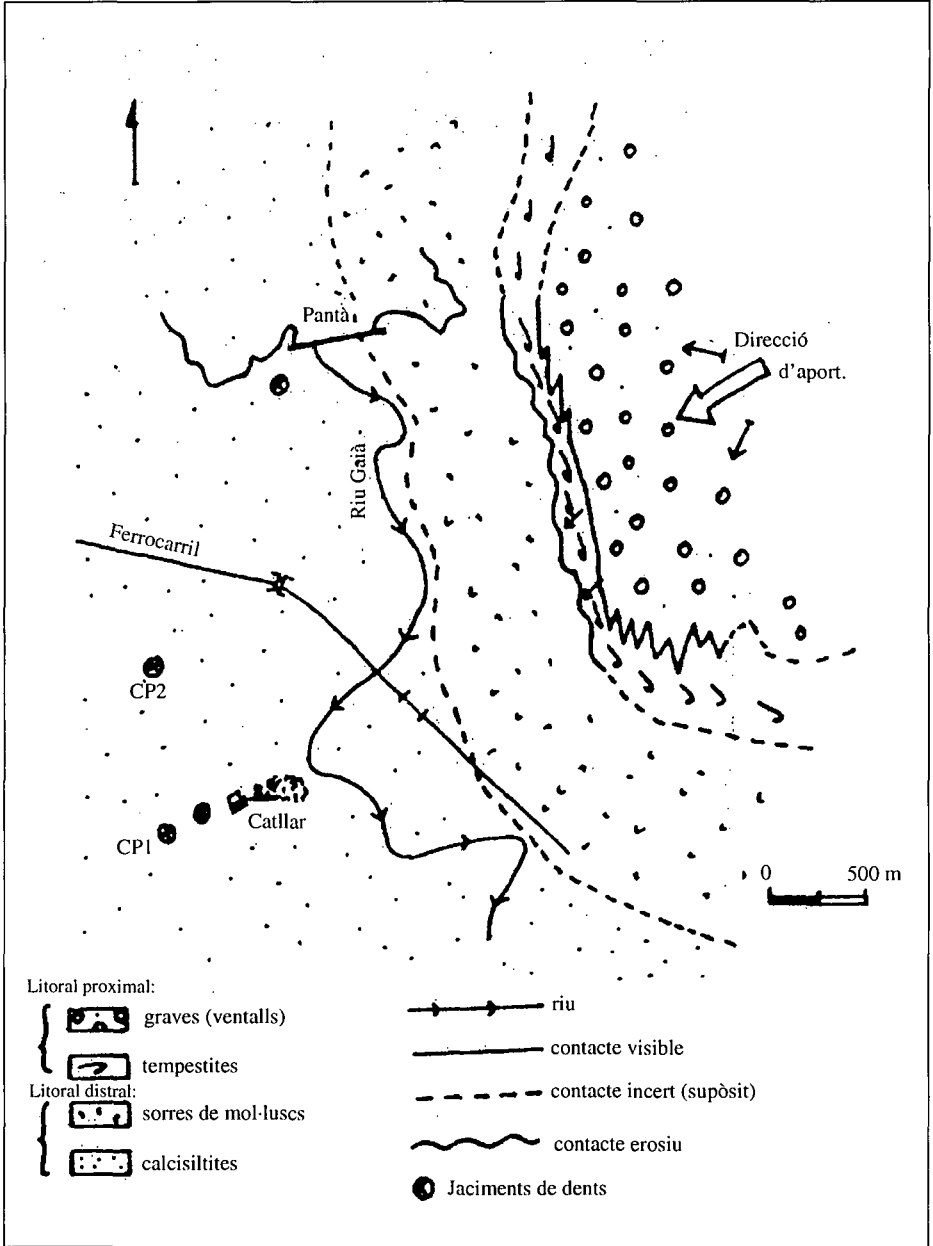 Pantà
Direcció
d'aport.
Riu Gaià
Ferrocarril
CP2
Catllar
CP1
0 500 m
Litoral proximal:
graves (ventalls)
tempestites
Litoral distral:
sorres de mol·luscs
calcisiltites
riu
contacte visible
contacte incert (supòsit)
contacte erosiu
Jaciments de dents